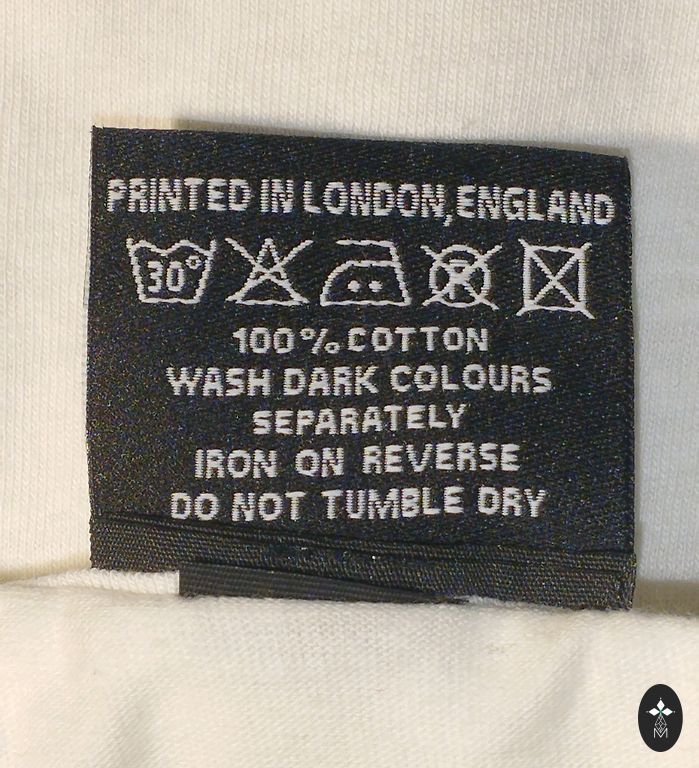 PRINTED IN LONDON, ENGLAND
30° P
100% COTTON
WASH DARK COLOURS
SEPARATELY
IRON ON REVERSE
DO NOT TUMBLE DRY